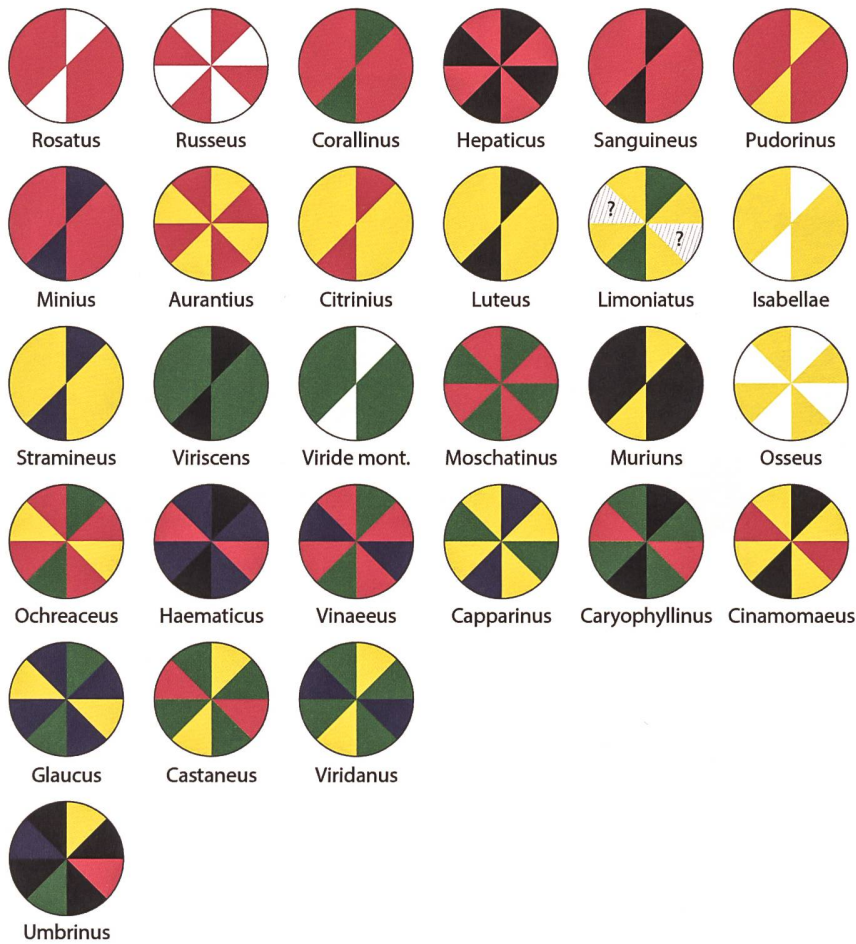 Rosatus Russeus Corallinus Hepaticus Sanguineus Pudorinus
? ?
Minius Aurantius Citrinius Luteus Limoniatus Isabellae
Stramineus Viriscens Viride mont. Moschatinus Muriuns Osseus
Ochreaceus Haematicus Vinaeeus Capparinus Caryophyllinus Cinamomaeus
Glaucus Castaneus Viridanus
Umbrinus